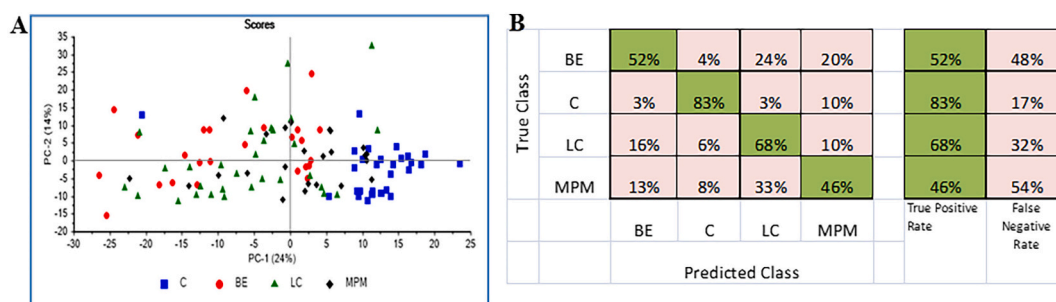 A
Scores
PC-2 (14%)
35
30
25
20
15
10
5
0
-5
-10
-15
-20
-30 -25 -20 -15 -10 -5 0 5 10 15 20 25
PC-1 (24%)
C BE LC MPM
B
True Class
BE 52% 4% 24% 20% 52% 48%
C 3% 83% 3% 10% 83% 17%
LC 16% 6% 68% 10% 68% 32%
MPM 13% 8% 33% 46% 46% 54%
BE C LC MPM
True Positive Rate
False Negative Rate
Predicted Class